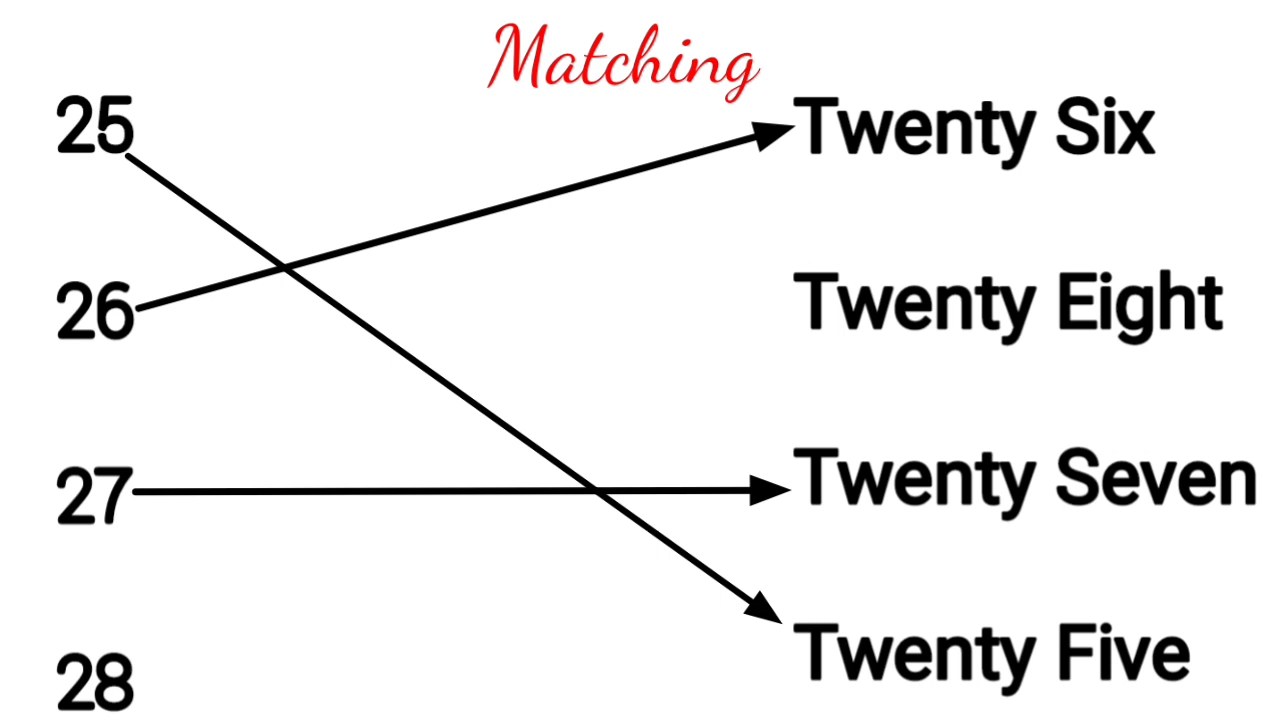 Matching
25 Twenty Six
26 Twenty Eight
27 Twenty Seven
28 Twenty Five